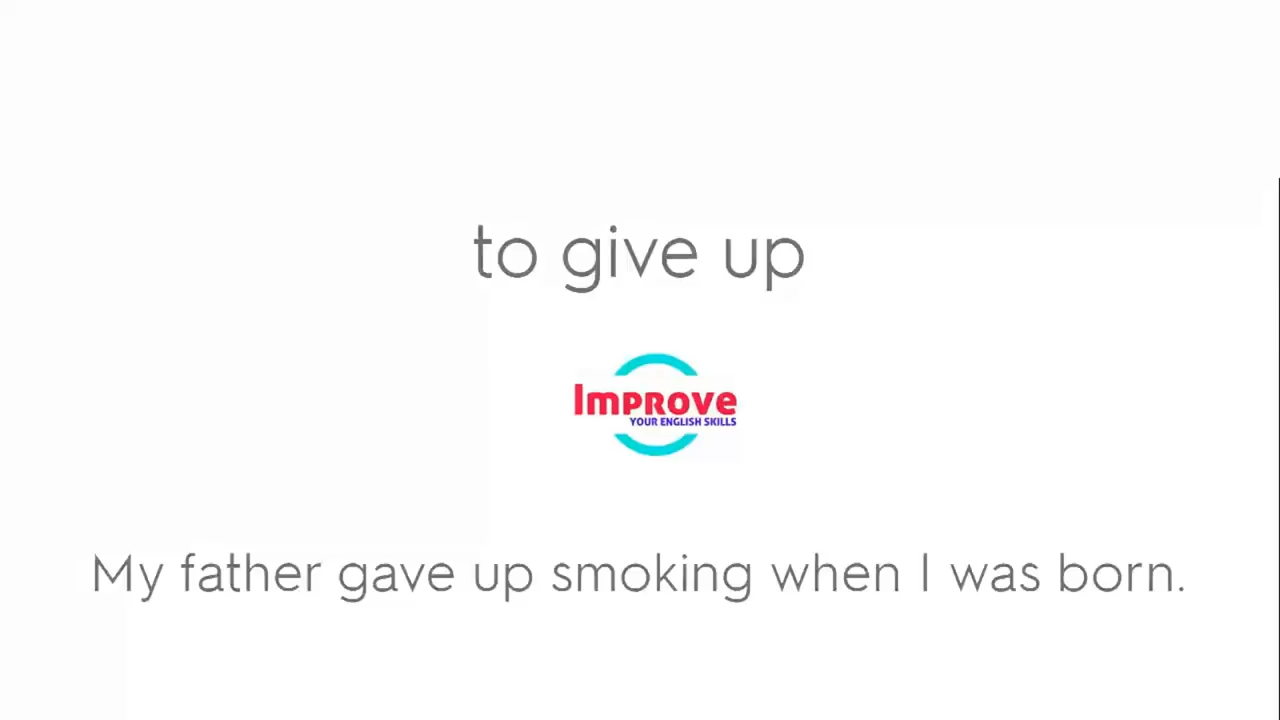 to give up
Improve
YOUR ENGLISH SKILLS
My father gave up smoking when I was born.